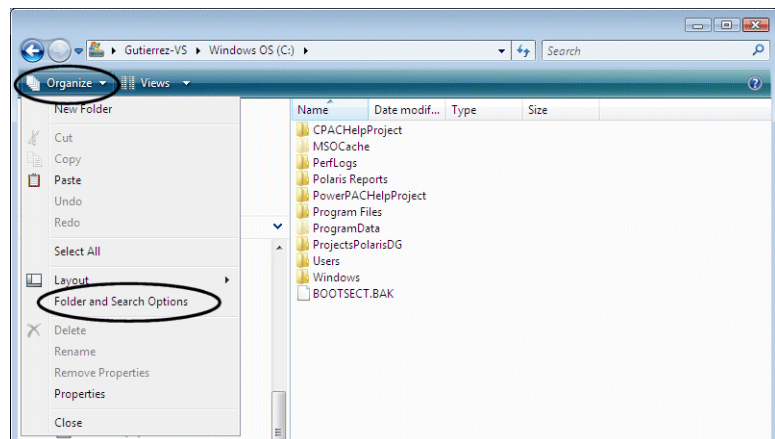 Gutierrez-VS Windows OS (C:) Search
Organize Views
New Folder
Cut
Copy
Paste
Undo
Redo
Select All
Layout
Folder and Search Options
Delete
Rename
Remove Properties
Properties
Close
Name Date modif... Type Size
CPACHelpProject
MSOCache
PerfLogs
Polaris Reports
PowerPACHelpProject
Program Files
ProgramData
ProjectsPolarisDG
Users
Windows
BOOTSECT.BAK